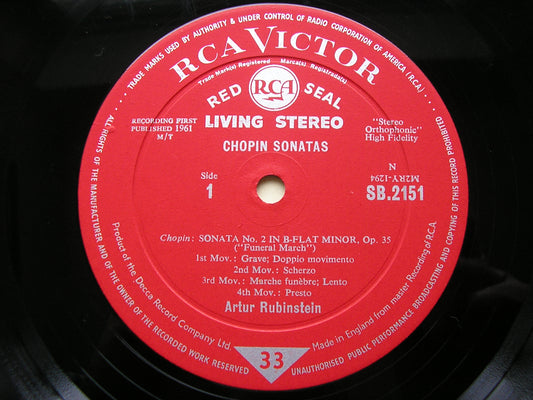 TRADE MARKS USED BY AUTHORITY & UNDER CONTROL OF RADIO CORPORATION OF AMERICA (RCA)
RCA VICTOR
Trade Mark(s) Registered Marca(s) Registrada(s)
RED RCA SEAL
LIVING STEREO
RECORDING FIRST
PUBLISHED 1961
M/T
"Stereo
Orthophonic"
High Fidelity
CHOPIN SONATAS
Side
1
N
M2RY-1294
SB.2151
Chopin: SONATA No. 2 IN B-FLAT MINOR, Op. 35
("Funeral March")
1st Mov.: Grave; Doppio movimento
2nd Mov.: Scherzo
3rd Mov.: Marche funèbre; Lento
4th Mov.: Presto
Artur Rubinstein
Product of the Decca Record Company Ltd
33
Made in England from master Recording of R.C.A.
ALL RIGHTS OF THE MANUFACTURER AND OF THE OWNER OF THE RECORDED WORK RESERVED
UNAUTHORISED PUBLIC PERFORMANCE BROADCASTING AND COPYING OF THIS RECORD PROHIBITED